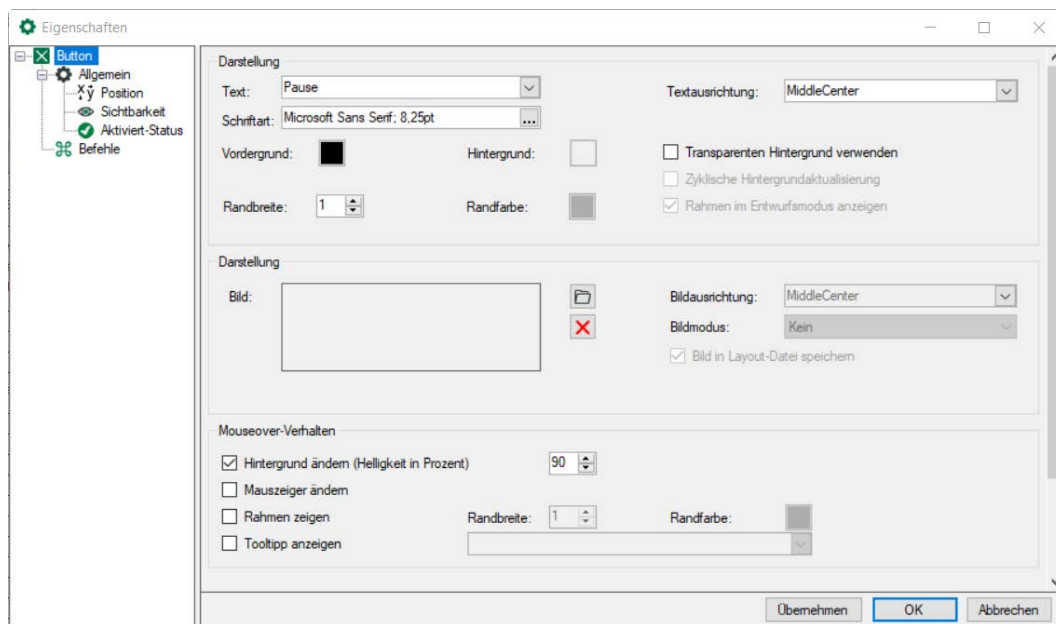 Eigenschaften
Button
Allgemein
Position
Sichtbarkeit
Aktiviert-Status
Befehle
Darstellung
Text: Pause Textausrichtung: MiddleCenter
Schriftart: Microsoft Sans Serif; 8,25pt ...
Vordergrund: Hintergrund: Transparenten Hintergrund verwenden
Zyklische Hintergrundaktualisierung
Randbreite: 1 Randfarbe: Rahmen im Entwurfsmodus anzeigen
Darstellung
Bild: Bildausrichtung: MiddleCenter
Bildmodus: Kein
Bild in Layout-Datei speichern
Mouseover-Verhalten
Hintergrund ändern (Helligkeit in Prozent) 90
Mauszeiger ändern
Rahmen zeigen Randbreite: 1 Randfarbe:
Tooltipp anzeigen
Übernehmen OK Abbrechen